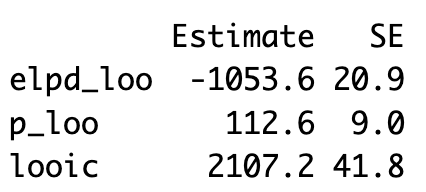 Estimate SE
elpd_loo -1053.6 20.9
p_loo 112.6 9.0
looic 2107.2 41.8